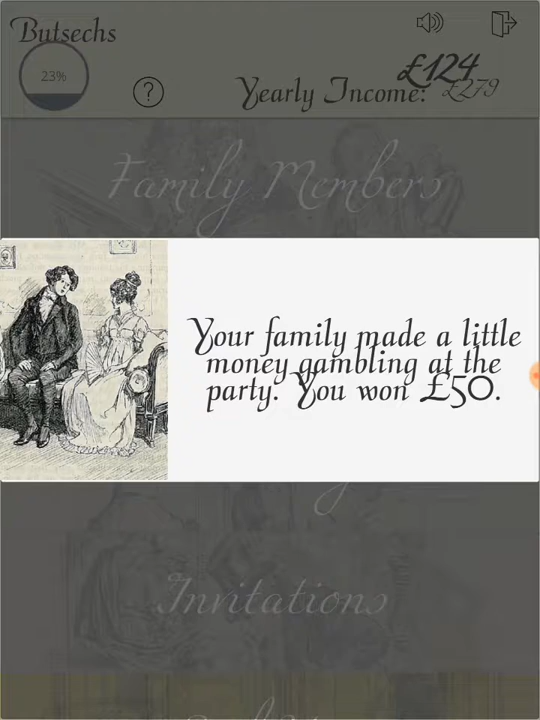 Butsechs
23%
?
£124
Yearly Income: £279
Family Members
Your family made a little
money gambling at the
party. You won £50.
Invitations